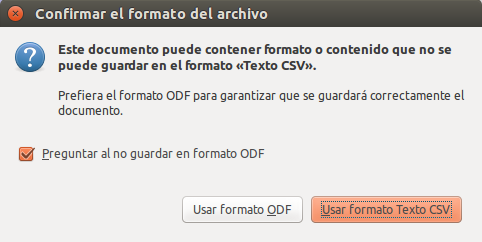 Confirmar el formato del archivo
Este documento puede contener formato o contenido que no se
puede guardar en el formato «Texto CSV».
Prefiera el formato ODF para garantizar que se guardará correctamente el
documento.
Preguntar al no guardar en formato ODF
Usar formato ODF
Usar formato Texto CSV